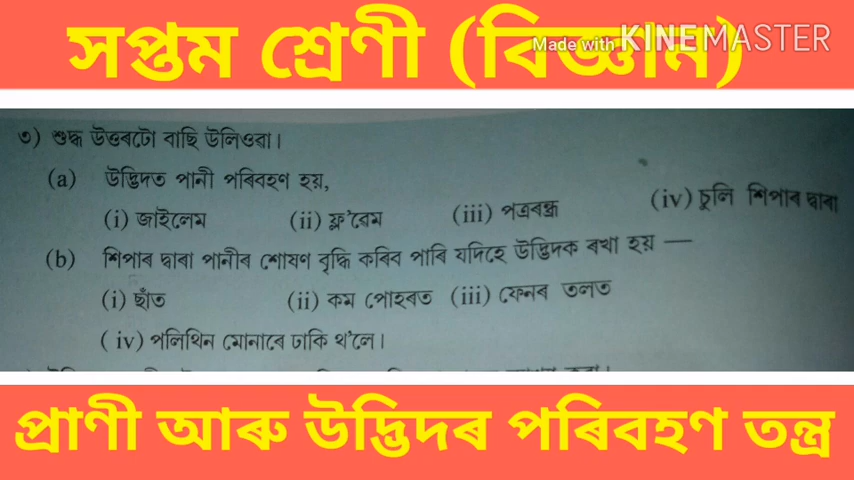 সপ্তম শ্ৰেণী (বিজ্ঞান)
Made with KINEMASTER
৩) শুদ্ধ উত্তৰটো বাছি উলিওৱা।
(a) উদ্ভিদত পানী পৰিবহণ হয়,
(i) জাইলেম (ii) ফ্ল'ৱেম (iii) পত্ৰৰন্ধ্ৰ (iv) চুলি শিপাৰ দ্বাৰা
(b) শিপাৰ দ্বাৰা পানীৰ শোষণ বৃদ্ধি কৰিব পাৰি যদিহে উদ্ভিদক ৰখা হয় —
(i) ছাঁত (ii) কম পোহৰত (iii) ফেনৰ তলত
(iv) পলিথিন মোনাৰে ঢাকি থ'লে।
প্ৰাণী আৰু উদ্ভিদৰ পৰিবহণ তন্ত্ৰ